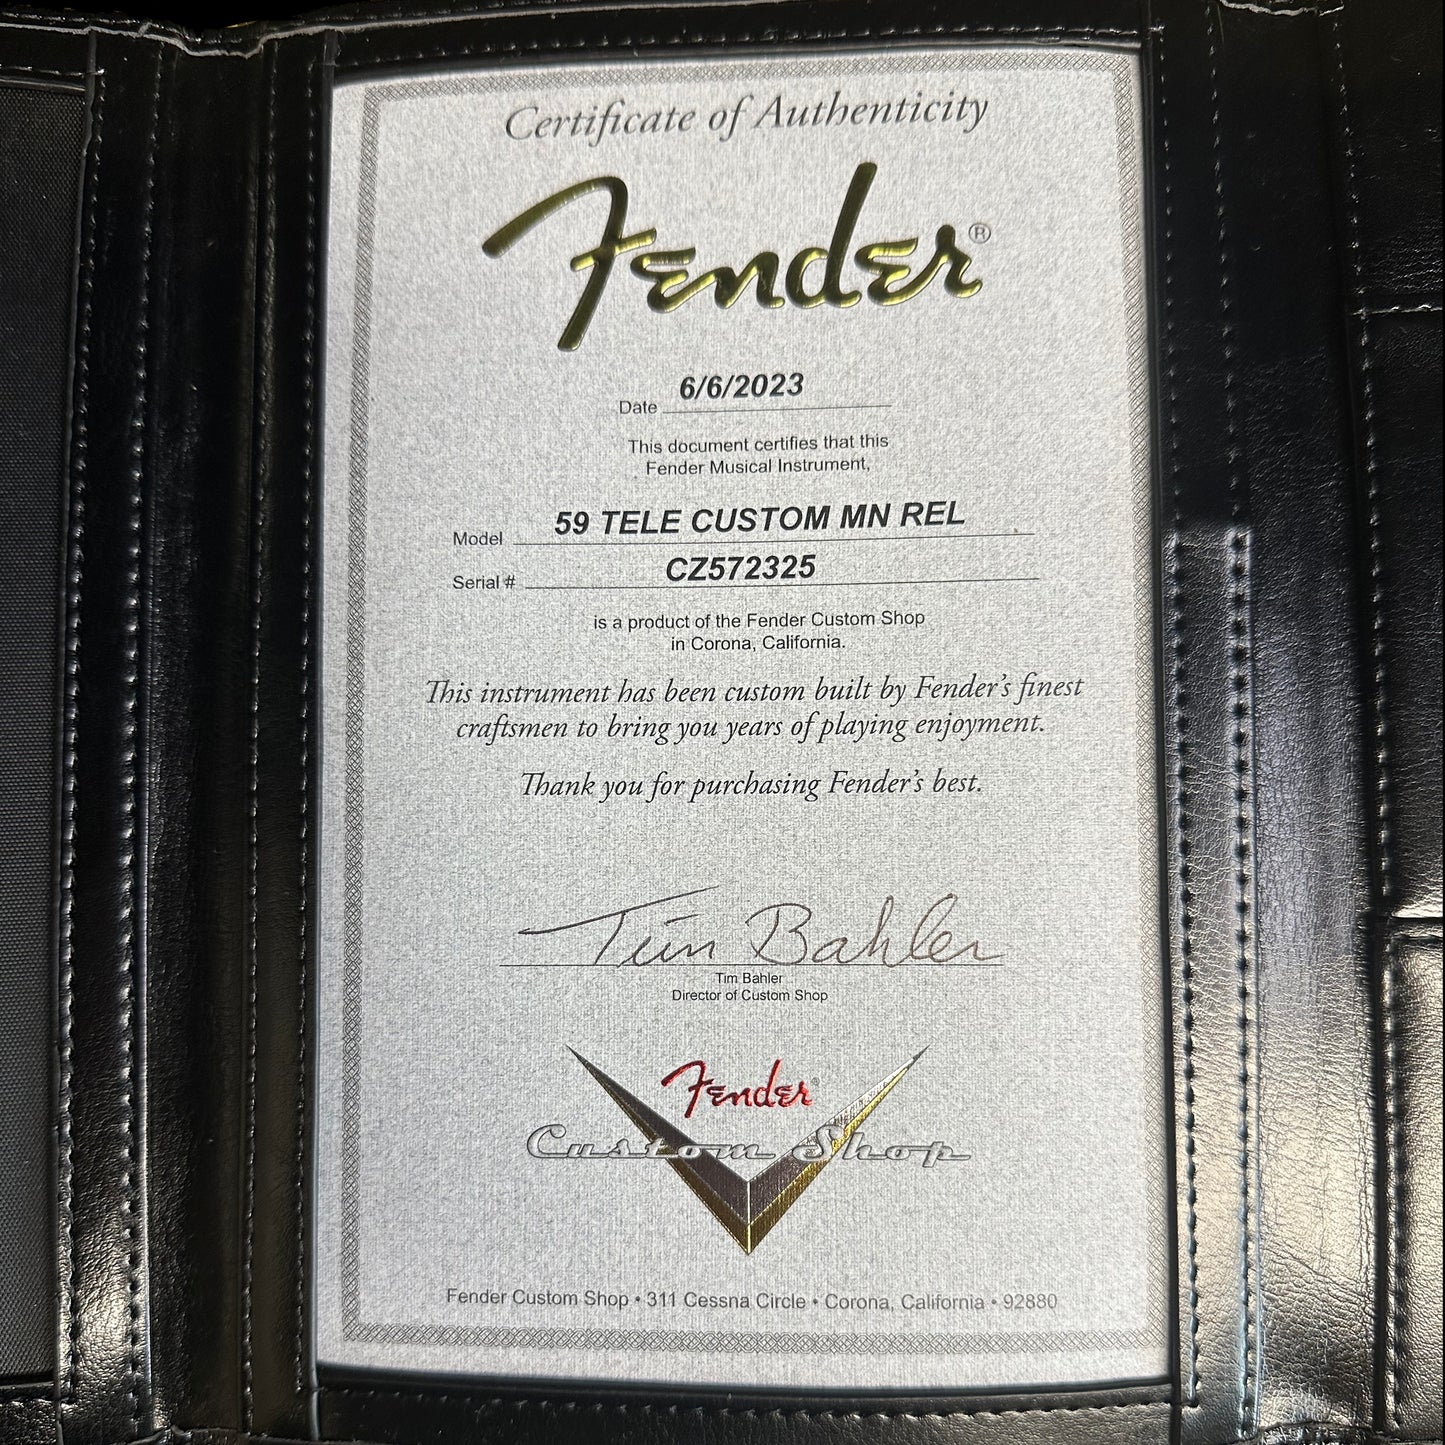 Certificate of Authenticity
Fender®
Date 6/6/2023
This document certifies that this
Fender Musical Instrument,
Model 59 TELE CUSTOM MN REL
Serial # CZ572325
is a product of the Fender Custom Shop
in Corona, California.
This instrument has been custom built by Fender's finest
craftsmen to bring you years of playing enjoyment.
Thank you for purchasing Fender's best.
Tim Bahler
Tim Bahler
Director of Custom Shop
Fender®
Custom Shop
Fender Custom Shop • 311 Cessna Circle • Corona, California • 92880